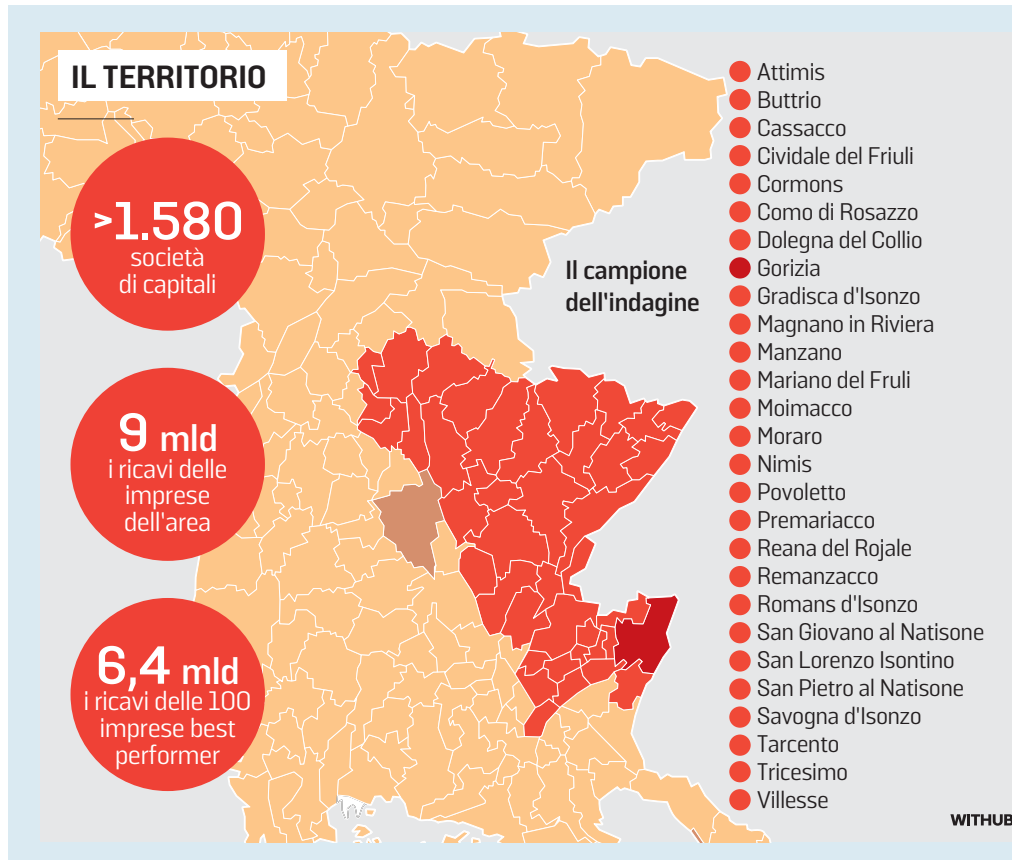 IL TERRITORIO
>1.580
società
di capitali
9 mld
i ricavi delle
imprese
dell'area
6,4 mld
i ricavi delle 100
imprese best
performer
Il campione
dell'indagine
Attimis
Buttrio
Cassacco
Cividale del Friuli
Cormons
Como di Rosazzo
Dolegna del Collio
Gorizia
Gradisca d'Isonzo
Magnano in Riviera
Manzano
Mariano del Fruli
Moimacco
Moraro
Nimis
Povoletto
Premariacco
Reana del Rojale
Remanzacco
Romans d'Isonzo
San Giovano al Natisone
San Lorenzo Isontino
San Pietro al Natisone
Savogna d'Isonzo
Tarcento
Tricesimo
Villesse
WITHUB